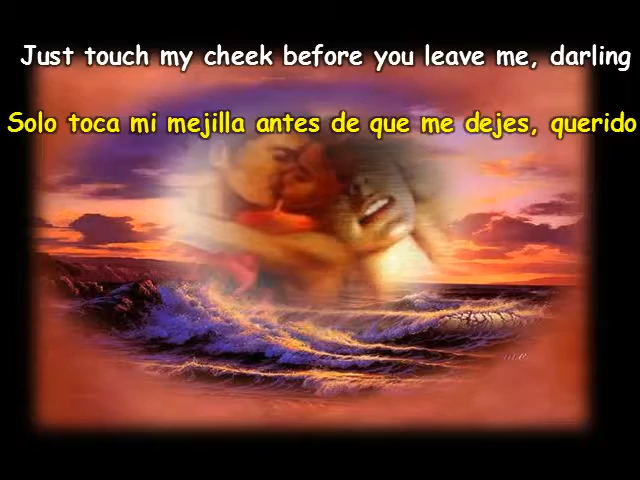 Just touch my cheek before you leave me, darling
Solo toca mi mejilla antes de que me dejes, querido